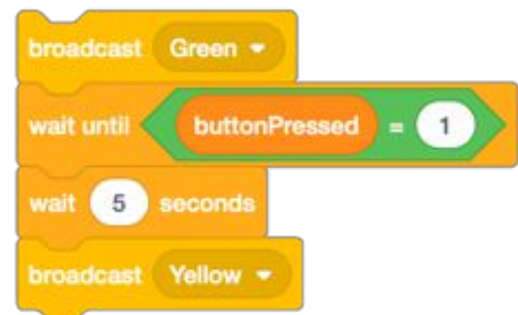 broadcast Green
wait until buttonPressed = 1
wait 5 seconds
broadcast Yellow